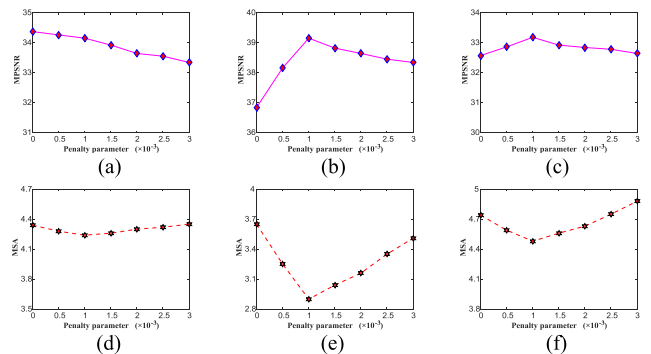 35
34
33
32
31
MPSNR
0 0.5 1 1.5 2 2.5 3
Penalty parameter (×10⁻³)
(a)
40
39
38
37
36
MPSNR
0 0.5 1 1.5 2 2.5 3
Penalty parameter (×10⁻³)
(b)
34
33
32
31
30
MPSNR
0 0.5 1 1.5 2 2.5 3
Penalty parameter (×10⁻³)
(c)
4.7
4.4
4.1
3.8
3.5
MSA
0 0.5 1 1.5 2 2.5 3
Penalty parameter (×10⁻³)
(d)
4
3.7
3.4
3.1
2.8
MSA
0 0.5 1 1.5 2 2.5 3
Penalty parameter (×10⁻³)
(e)
5
4.7
4.4
4.1
3.8
MSA
0 0.5 1 1.5 2 2.5 3
Penalty parameter (×10⁻³)
(f)